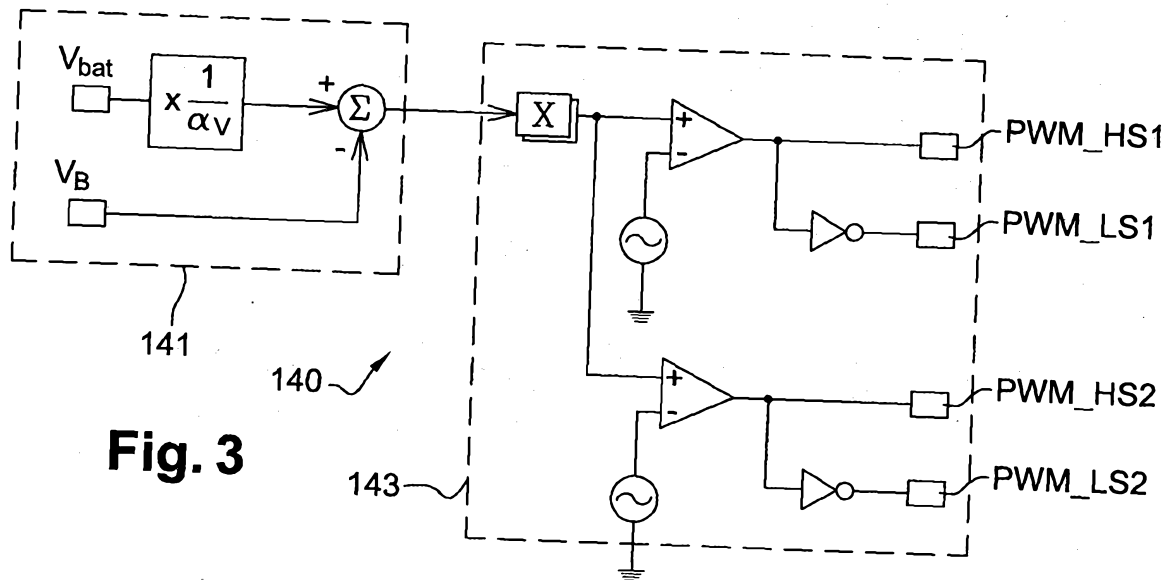 V_bat
x 1/α_V
+
Σ
-
V_B
141
140
Fig. 3
X
+
-
PWM_HS1
PWM_LS1
+
-
PWM_HS2
PWM_LS2
143